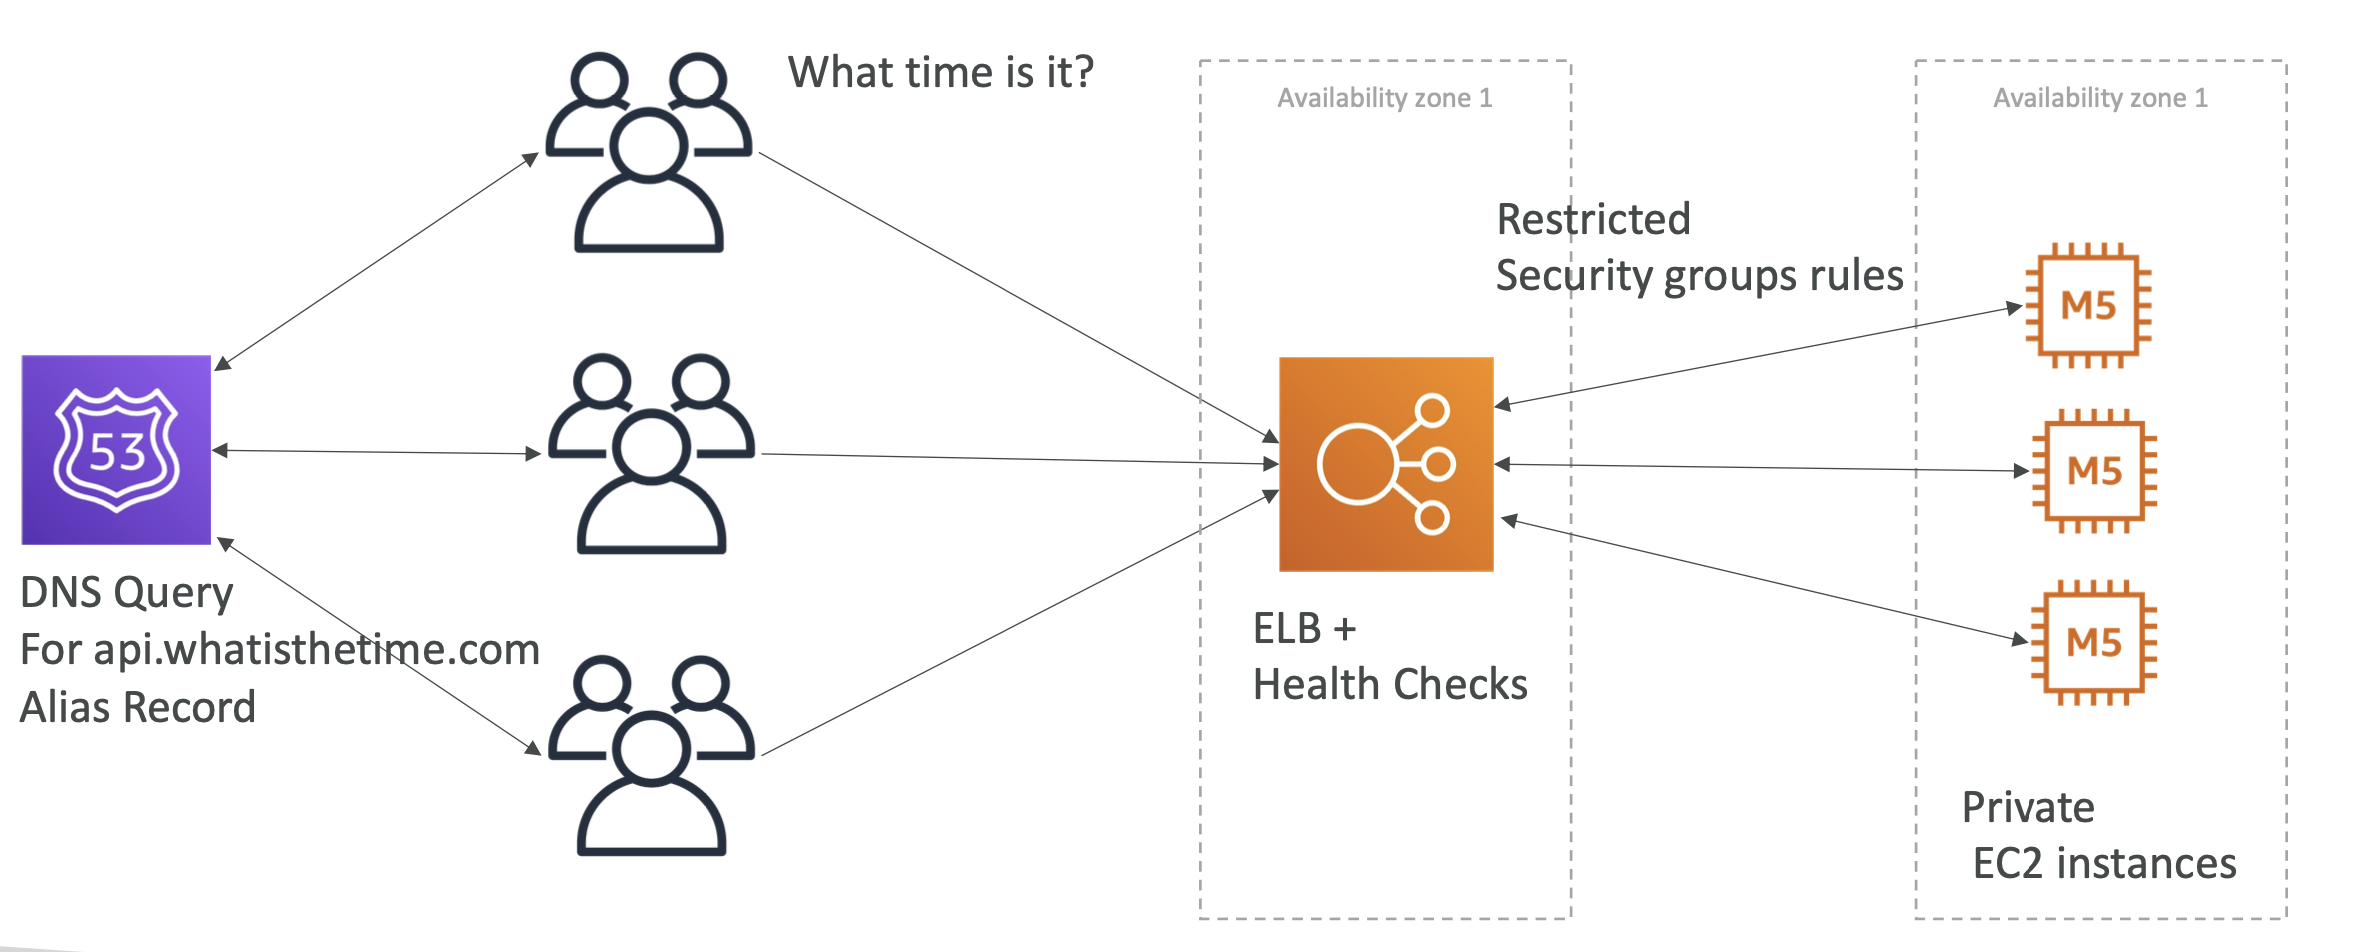 What time is it?
Availability zone 1
Availability zone 1
Restricted
Security groups rules
M5
53
M5
DNS Query
For api.whatisthetime.com
Alias Record
ELB +
Health Checks
M5
Private
EC2 instances